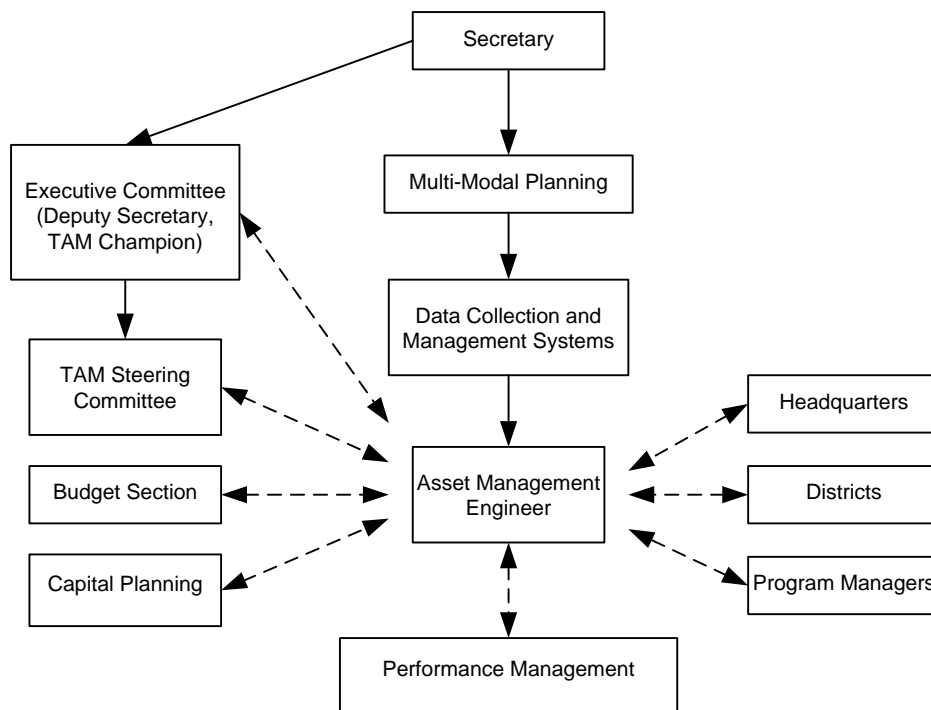 Secretary
Executive Committee
(Deputy Secretary,
TAM Champion)
Multi-Modal Planning
Data Collection and
Management Systems
TAM Steering
Committee
Headquarters
Budget Section
Asset Management
Engineer
Districts
Capital Planning
Program Managers
Performance Management